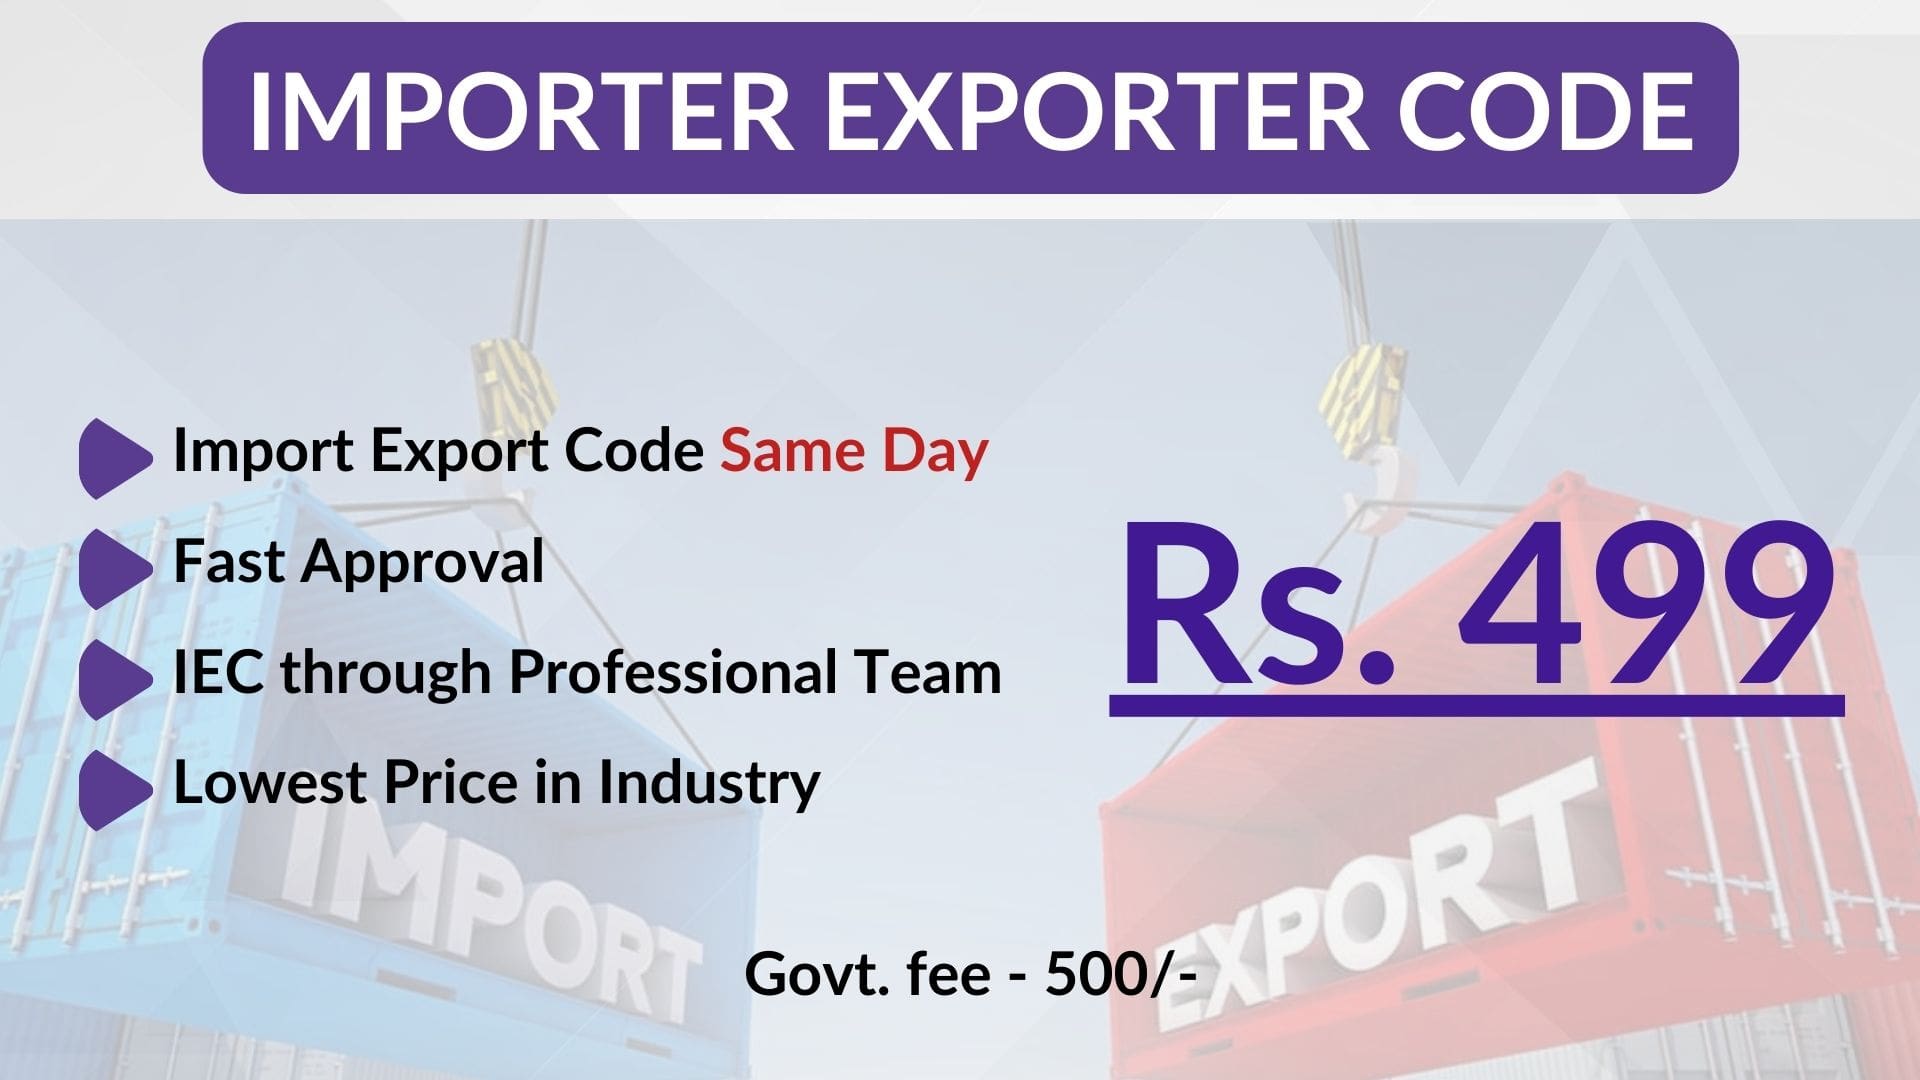 IMPORTER EXPORTER CODE
Import Export Code Same Day
Fast Approval
IEC through Professional Team
Lowest Price in Industry
Rs. 499
IMPORT
EXPORT
Govt. fee - 500/-